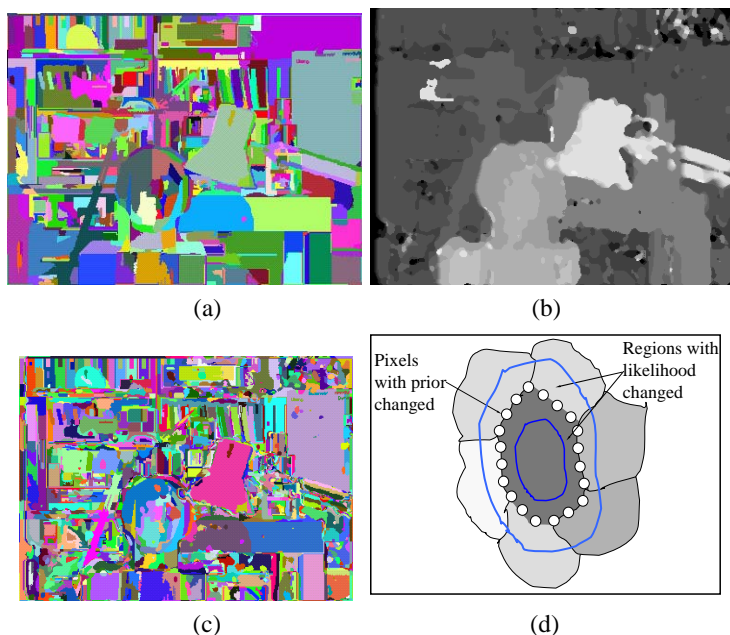 (a)
(b)
Pixels
with prior
changed
Regions with
likelihood
changed
(c)
(d)